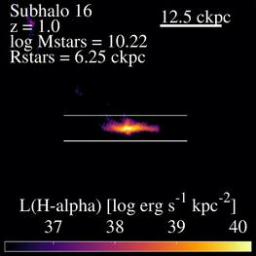 Subhalo 16
12.5 ckpc
z = 1.0
log Mstars = 10.22
Rstars = 6.25 ckpc
L(H-alpha) [log erg s⁻¹ kpc⁻²]
37 38 39 40